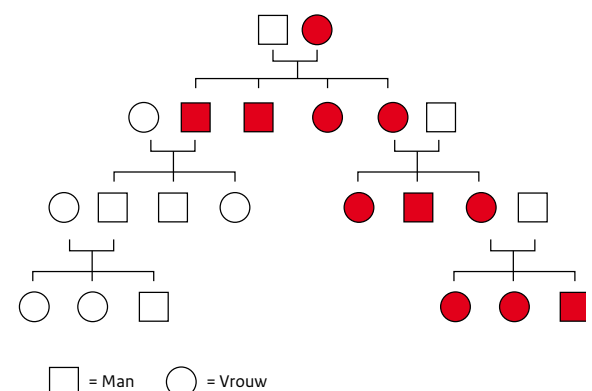 = Man = Vrouw